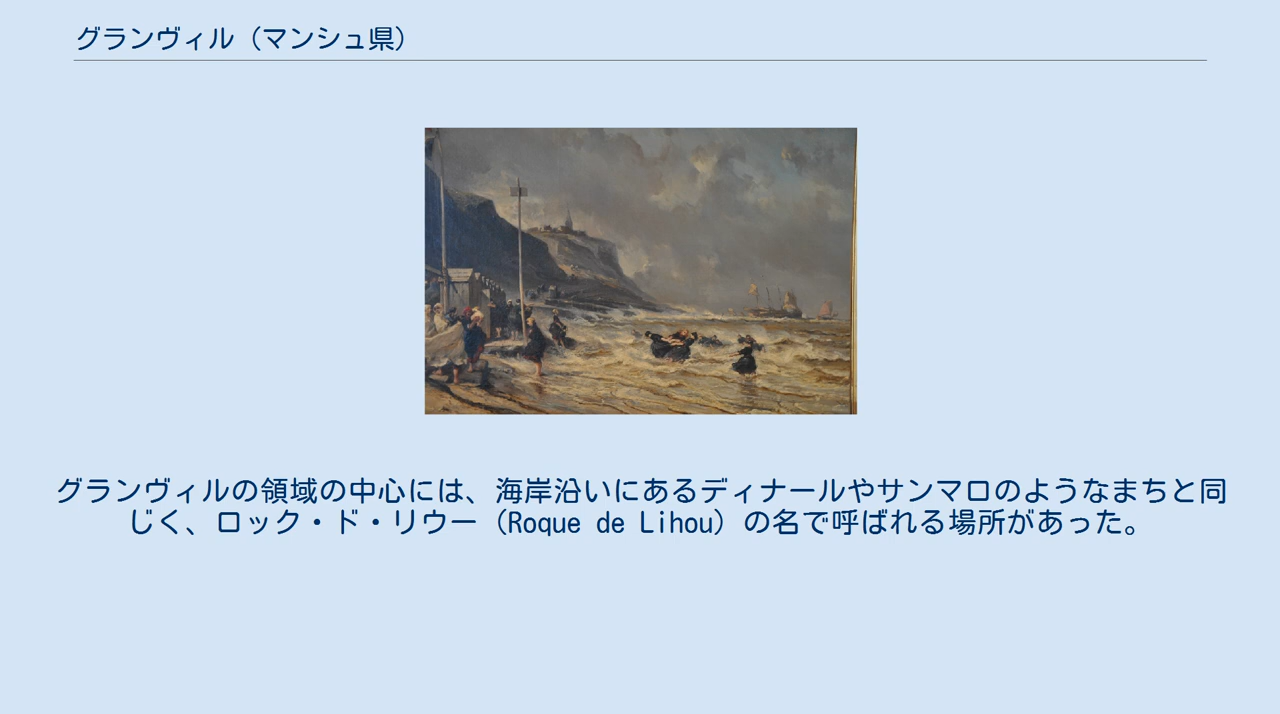 グランヴィル（マンシュ県）
グランヴィルの領域の中心には、海岸沿いにあるディナールやサンマロのようなまちと同
じく、ロック・ド・リウー（Roque de Lihou）の名で呼ばれる場所があった。